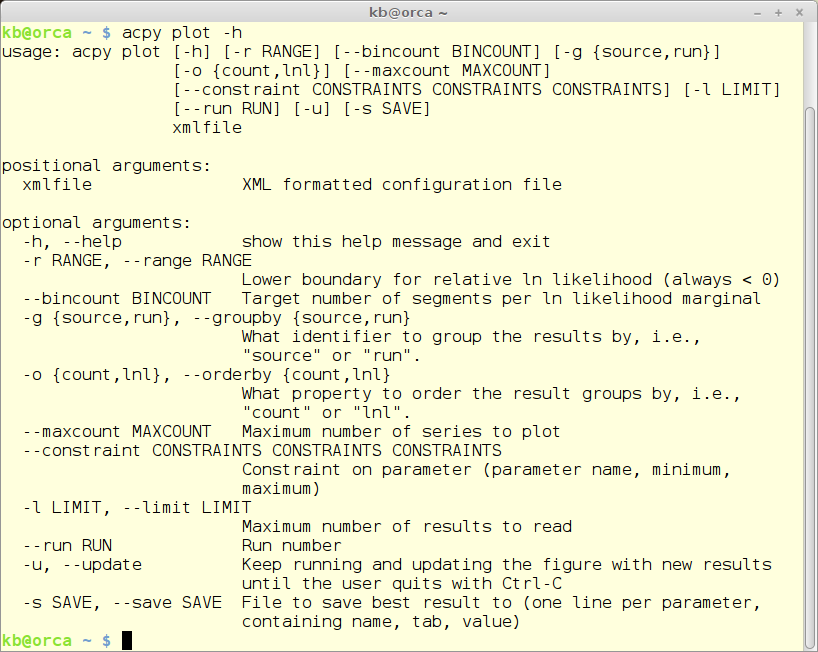 kb@orca ~
kb@orca ~ $ acpy plot -h
usage: acpy plot [-h] [-r RANGE] [--bincount BINCOUNT] [-g {source,run}]
                 [-o {count,lnl}] [--maxcount MAXCOUNT]
                 [--constraint CONSTRAINTS CONSTRAINTS CONSTRAINTS] [-l LIMIT]
                 [--run RUN] [-u] [-s SAVE]
                 xmlfile

positional arguments:
  xmlfile               XML formatted configuration file

optional arguments:
  -h, --help            show this help message and exit
  -r RANGE, --range RANGE
                        Lower boundary for relative ln likelihood (always < 0)
  --bincount BINCOUNT   Target number of segments per ln likelihood marginal
  -g {source,run}, --groupby {source,run}
                        What identifier to group the results by, i.e.,
                        "source" or "run".
  -o {count,lnl}, --orderby {count,lnl}
                        What property to order the result groups by, i.e.,
                        "count" or "lnl".
  --maxcount MAXCOUNT   Maximum number of series to plot
  --constraint CONSTRAINTS CONSTRAINTS CONSTRAINTS
                        Constraint on parameter (parameter name, minimum,
                        maximum)
  -l LIMIT, --limit LIMIT
                        Maximum number of results to read
  --run RUN             Run number
  -u, --update          Keep running and updating the figure with new results
                        until the user quits with Ctrl-C
  -s SAVE, --save SAVE  File to save best result to (one line per parameter,
                        containing name, tab, value)
kb@orca ~ $